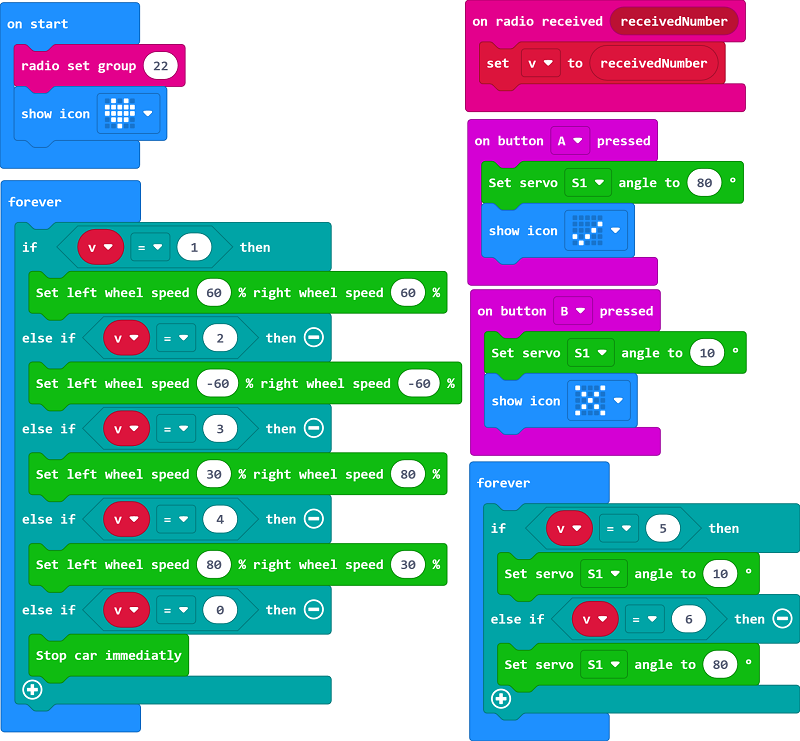 on start
radio set group 22
show icon
forever
if v = 1 then
Set left wheel speed 60 % right wheel speed 60 %
else if v = 2 then
Set left wheel speed -60 % right wheel speed -60 %
else if v = 3 then
Set left wheel speed 30 % right wheel speed 80 %
else if v = 4 then
Set left wheel speed 80 % right wheel speed 30 %
else if v = 0 then
Stop car immediatly
on radio received receivedNumber
set v to receivedNumber
on button A pressed
Set servo S1 angle to 80 °
show icon
on button B pressed
Set servo S1 angle to 10 °
show icon
forever
if v = 5 then
Set servo S1 angle to 10 °
else if v = 6 then
Set servo S1 angle to 80 °